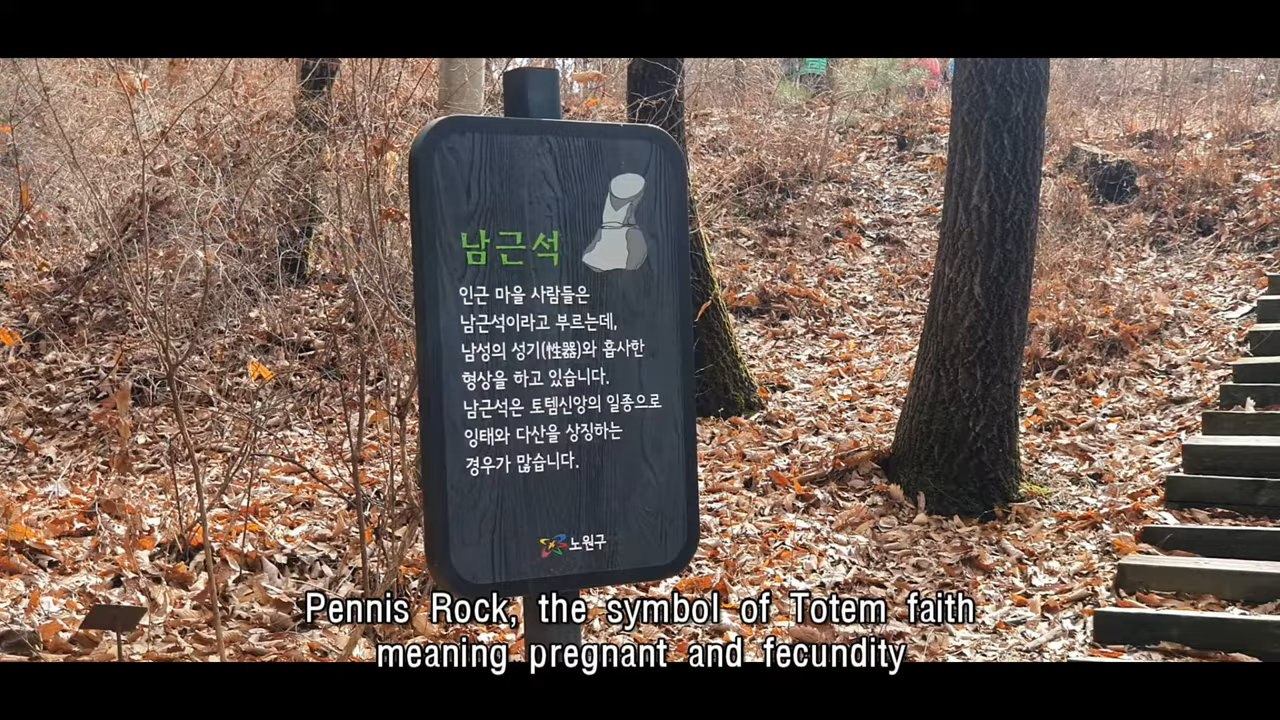 남근석
인근 마을 사람들은
남근석이라고 부르는데,
남성의 성기(性器)와 흡사한
형상을 하고 있습니다.
남근석은 토템신앙의 일종으로
잉태와 다산을 상징하는
경우가 많습니다.
노원구
Pennis Rock, the symbol of Totem faith
meaning pregnant and fecundity